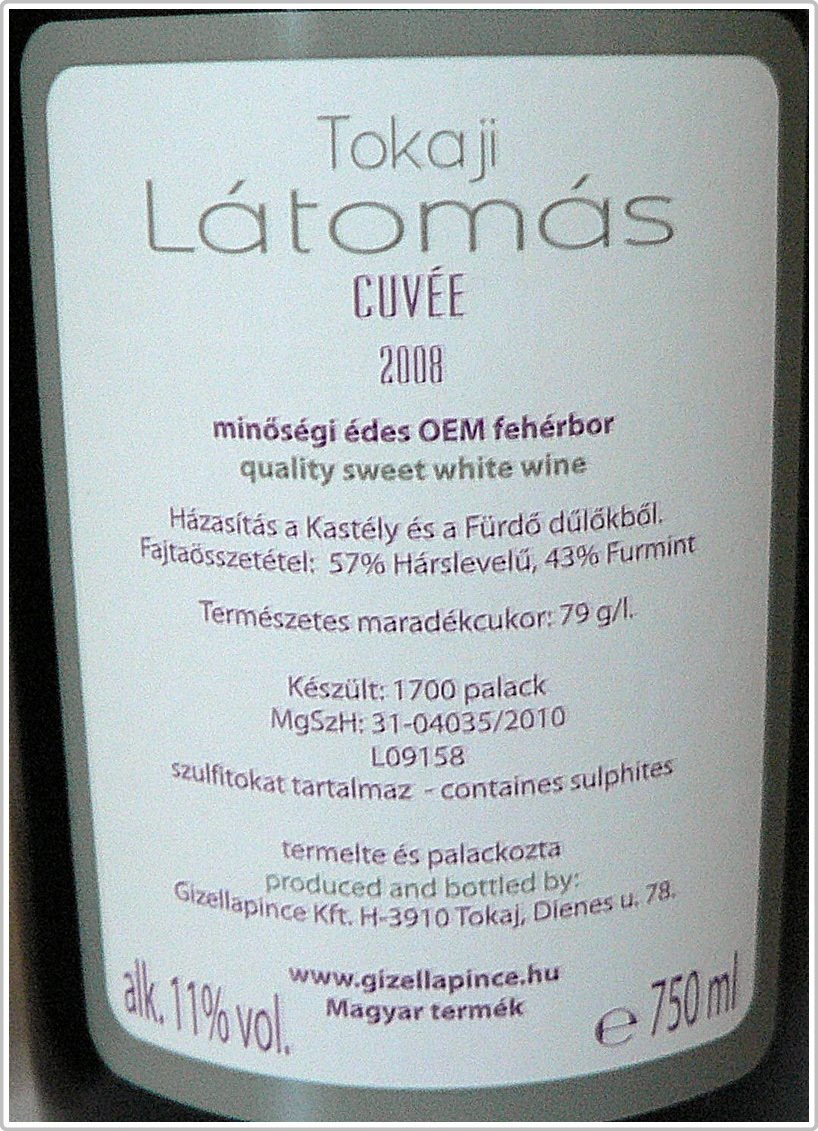 Tokaji
Látomás
CUVÉE
2008
minőségi édes OEM fehérbor
quality sweet white wine
Házasítás a Kastély és a Fürdő dűlőkből.
Fajtaösszetétel: 57% Hárslevelű, 43% Furmint
Természetes maradékcukor: 79 g/l.
Készült: 1700 palack
MgSzH: 31-04035/2010
L09158
szulfitokat tartalmaz - containes sulphites
termelte és palackozta
produced and bottled by:
Gizellapince Kft. H-3910 Tokaj, Dienes u. 78.
www.gizellapince.hu
Magyar termék
alk. 11% vol.
℮ 750 ml